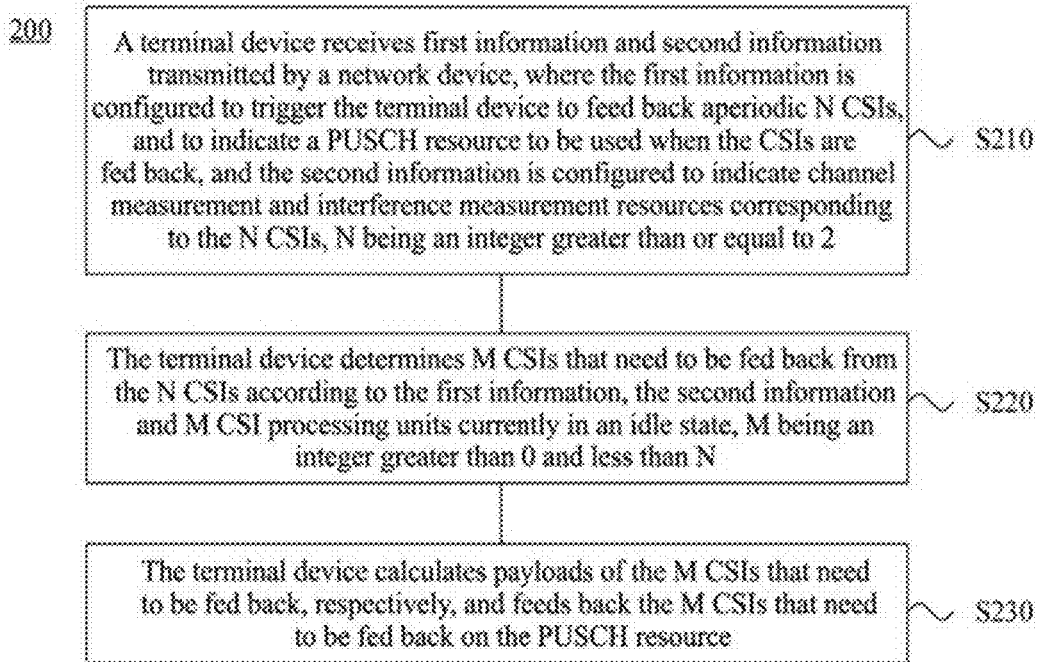 200
A terminal device receives first information and second information
transmitted by a network device, where the first information is
configured to trigger the terminal device to feed back aperiodic N CSIs,
and to indicate a PUSCH resource to be used when the CSIs are
fed back, and the second information is configured to indicate channel
measurement and interference measurement resources corresponding
to the N CSIs, N being an integer greater than or equal to 2
S210
The terminal device determines M CSIs that need to be fed back from
the N CSIs according to the first information, the second information
and M CSI processing units currently in an idle state, M being an
integer greater than 0 and less than N
S220
The terminal device calculates payloads of the M CSIs that need
to be fed back, respectively, and feeds back the M CSIs that need
to be fed back on the PUSCH resource
S230